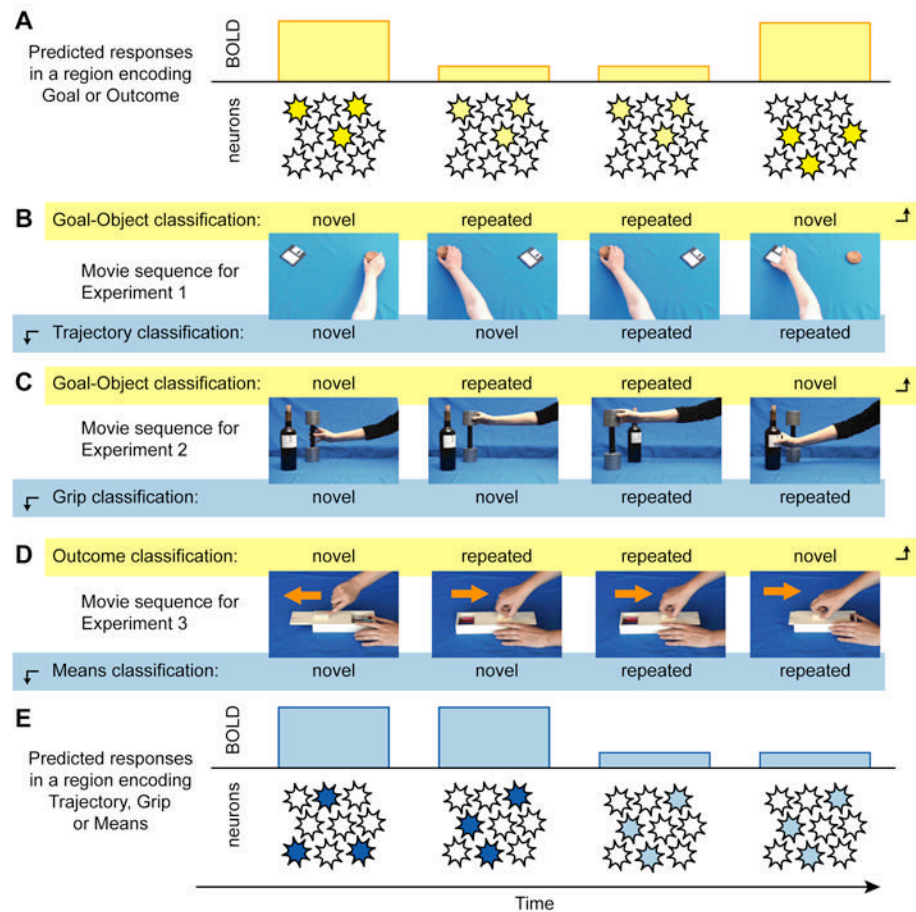 A
Predicted responses
in a region encoding
Goal or Outcome
BOLD
neurons
B
Goal-Object classification: novel repeated repeated novel
Movie sequence for
Experiment 1
Trajectory classification: novel novel repeated repeated
C
Goal-Object classification: novel repeated repeated novel
Movie sequence for
Experiment 2
Grip classification: novel novel repeated repeated
D
Outcome classification: novel repeated repeated novel
Movie sequence for
Experiment 3
Means classification: novel novel repeated repeated
E
Predicted responses
in a region encoding
Trajectory, Grip
or Means
BOLD
neurons
Time